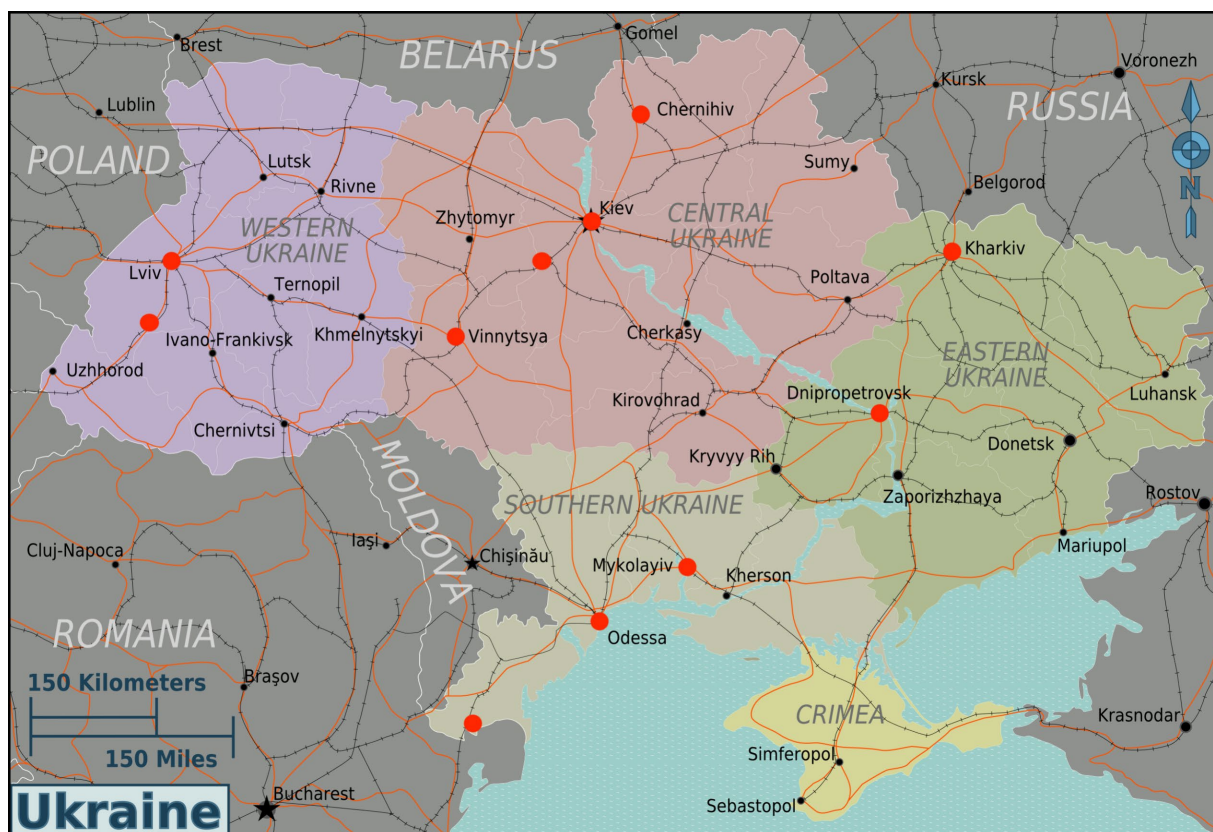 Brest
Gomel
BELARUS
Voronezh
Kursk
Lublin
Chernihiv
RUSSIA
POLAND
Lutsk
Sumy
Rivne
Belgorod
N
Kiev
Zhytomyr
CENTRAL
UKRAINE
WESTERN
UKRAINE
Kharkiv
Lviv
Ternopil
Poltava
Ivano-Frankivsk
Khmelnytskyi
Vinnytsya
Cherkasy
EASTERN
UKRAINE
Uzhhorod
Luhansk
Dnipropetrovsk
Kirovohrad
Chernivtsi
Donetsk
Kryvyy Rih
MOLDOVA
SOUTHERN UKRAINE
Zaporizhzhaya
Rostov
Iaşi
Cluj-Napoca
Chişinău
Mykolayiv
Kherson
Mariupol
ROMANIA
Odessa
Braşov
150 Kilometers
150 Miles
CRIMEA
Krasnodar
Simferopol
Bucharest
Sebastopol
Ukraine